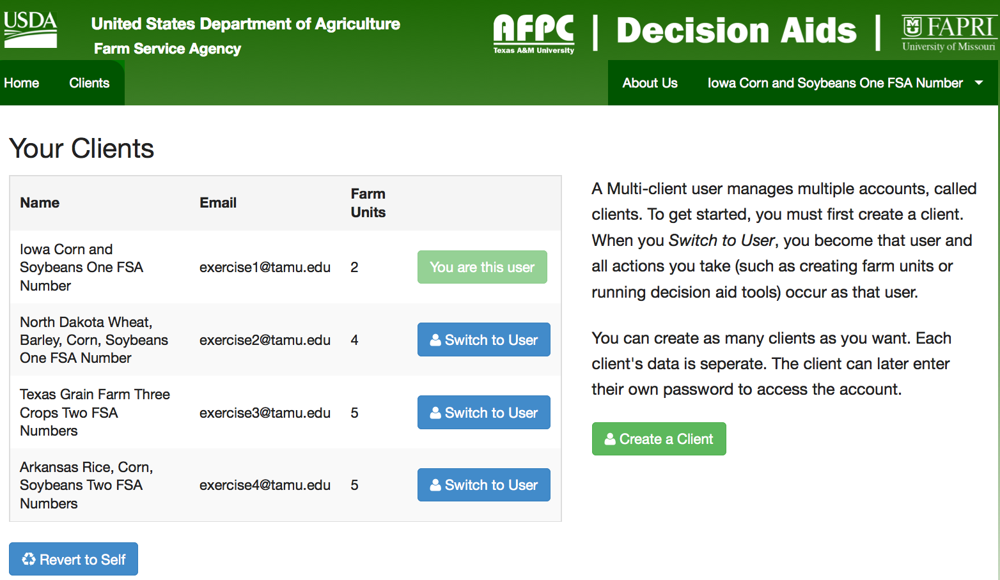 USDA
United States Department of Agriculture
Farm Service Agency
AFPC
Texas A&M University
Decision Aids
FAPRI
University of Missouri
Home
Clients
About Us
Iowa Corn and Soybeans One FSA Number
Your Clients
Name
Email
Farm
Units
Iowa Corn and
Soybeans One FSA
Number
exercise1@tamu.edu
2
You are this user
North Dakota Wheat,
Barley, Corn, Soybeans
One FSA Number
exercise2@tamu.edu
4
Switch to User
Texas Grain Farm Three
Crops Two FSA
Numbers
exercise3@tamu.edu
5
Switch to User
Arkansas Rice, Corn,
Soybeans Two FSA
Numbers
exercise4@tamu.edu
5
Switch to User
Revert to Self
A Multi-client user manages multiple accounts, called
clients. To get started, you must first create a client.
When you Switch to User, you become that user and
all actions you take (such as creating farm units or
running decision aid tools) occur as that user.
You can create as many clients as you want. Each
client's data is seperate. The client can later enter
their own password to access the account.
Create a Client